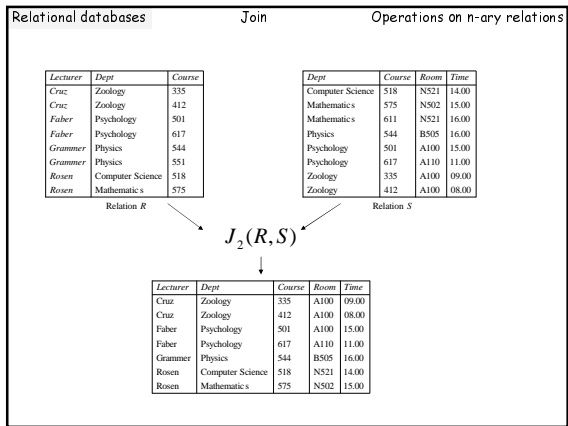 Relational databases Join Operations on n-ary relations
Lecturer Dept Course
Cruz Zoology 335
Cruz Zoology 412
Faber Psychology 501
Faber Psychology 617
Grammer Physics 544
Grammer Physics 551
Rosen Computer Science 518
Rosen Mathematics 575
Relation R
Dept Course Room Time
Computer Science 518 N521 14.00
Mathematics 575 N502 15.00
Mathematics 611 N521 16.00
Physics 544 B505 16.00
Psychology 501 A100 15.00
Psychology 617 A110 11.00
Zoology 335 A100 09.00
Zoology 412 A100 08.00
Relation S
J₂(R,S)
Lecturer Dept Course Room Time
Cruz Zoology 335 A100 09.00
Cruz Zoology 412 A100 08.00
Faber Psychology 501 A100 15.00
Faber Psychology 617 A110 11.00
Grammer Physics 544 B505 16.00
Rosen Computer Science 518 N521 14.00
Rosen Mathematics 575 N502 15.00